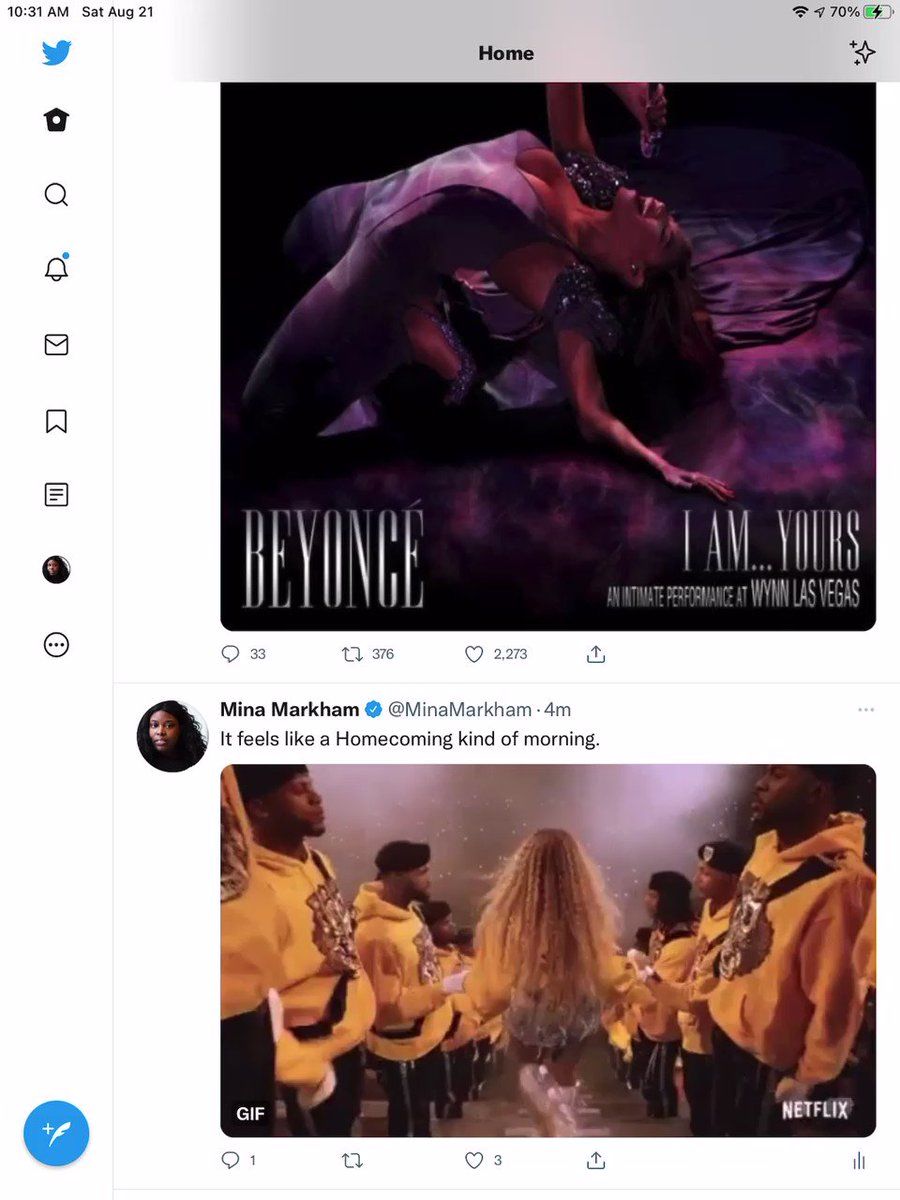 10:31 AM Sat Aug 21
70%
Home
BEYONCÉ
I AM...YOURS
AN INTIMATE PERFORMANCE AT WYNN LAS VEGAS
33 376 2,273
Mina Markham @MinaMarkham · 4m
It feels like a Homecoming kind of morning.
GIF
NETFLIX
1 3